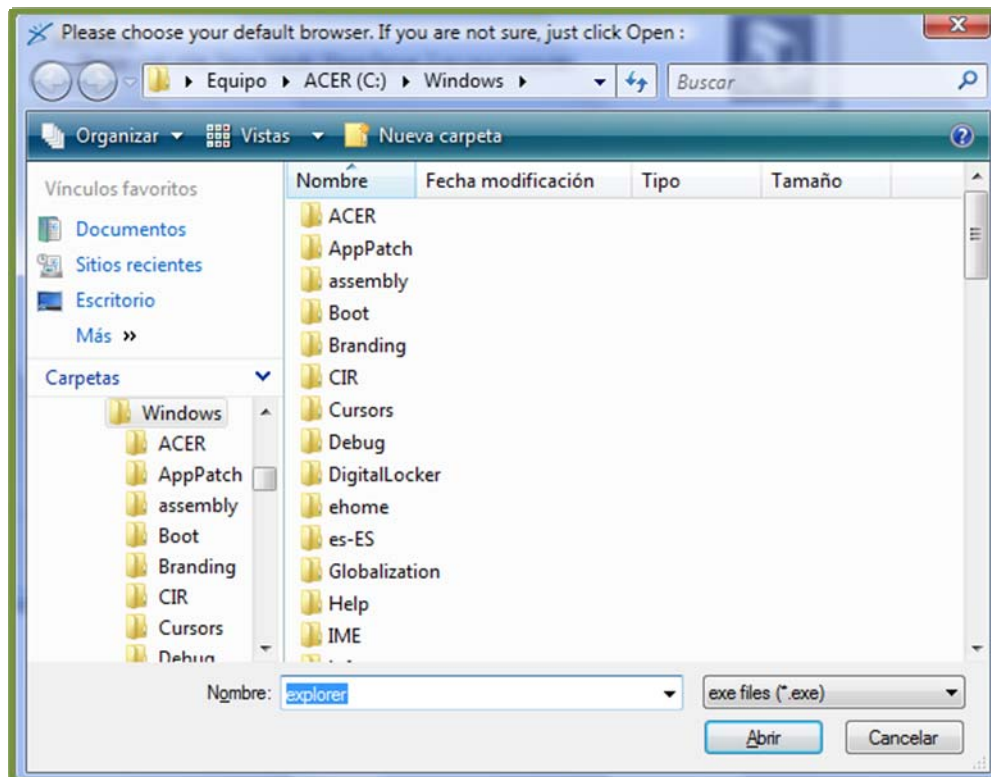 Please choose your default browser. If you are not sure, just click Open :
Equipo ACER (C:) Windows Buscar
Organizar Vistas Nueva carpeta
Vínculos favoritos
Documentos
Sitios recientes
Escritorio
Más »
Carpetas
Windows
ACER
AppPatch
assembly
Boot
Branding
CIR
Cursors
Debug
Nombre Fecha modificación Tipo Tamaño
ACER
AppPatch
assembly
Boot
Branding
CIR
Cursors
Debug
DigitalLocker
ehome
es-ES
Globalization
Help
IME
Nombre: explorer exe files (*.exe)
Abrir Cancelar